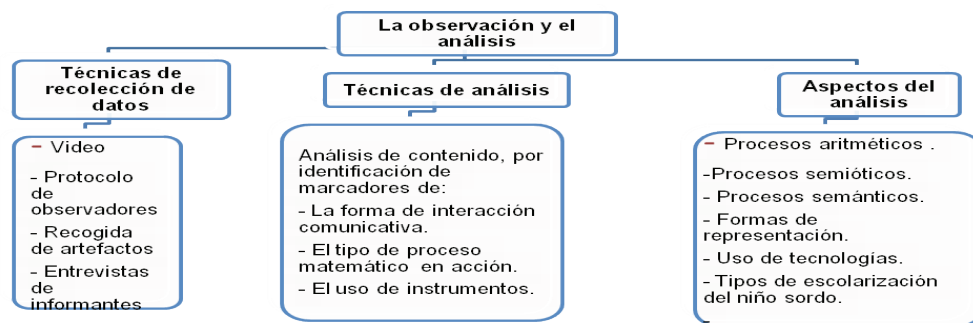 La observación y el
análisis
Técnicas de
recolección de
datos
– Video
- Protocolo
de
observadores
- Recogida
de artefactos
- Entrevistas
de
informantes
Técnicas de análisis
Análisis de contenido, por
identificación de
marcadores de:
- La forma de interacción
comunicativa.
- El tipo de proceso
matemático en acción.
- El uso de instrumentos.
Aspectos del
análisis
– Procesos aritméticos .
-Procesos semióticos.
- Procesos semánticos.
- Formas de
representación.
- Uso de tecnologías.
- Tipos de escolarización
del niño sordo.